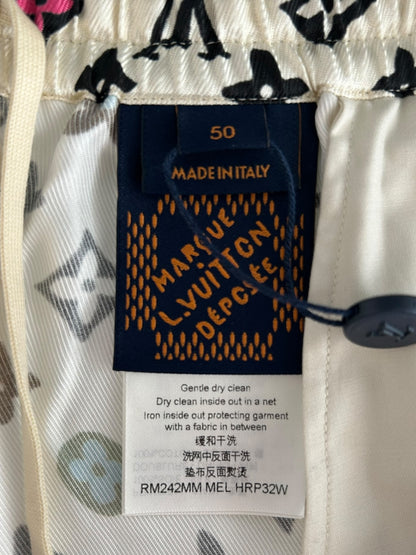 50
MADE IN ITALY
MARQUE
L.VUITTON
DÉPOSÉE
Gentle dry clean
Dry clean inside out in a net
Iron inside out protecting garment
with a fabric in between
缓和干洗
洗网中反面干洗
垫布反面熨烫
RM242MM MEL HRP32W